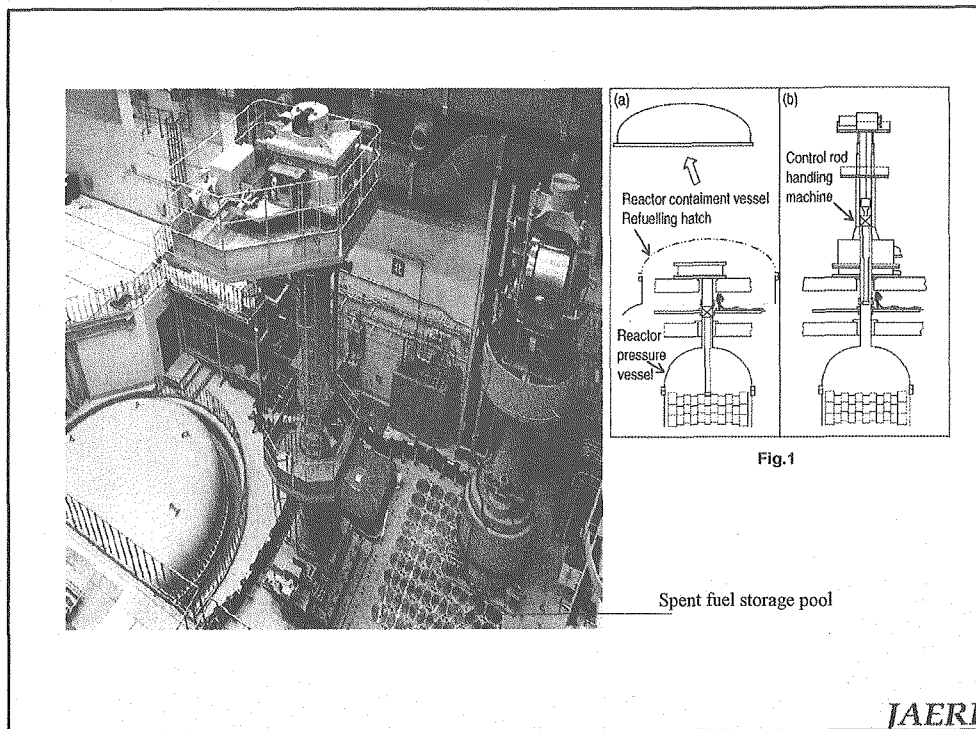 (a)
Reactor contaiment vessel
Refuelling hatch
Reactor
pressure
vessel
(b)
Control rod
handling
machine
Fig.1
Spent fuel storage pool
JAERI